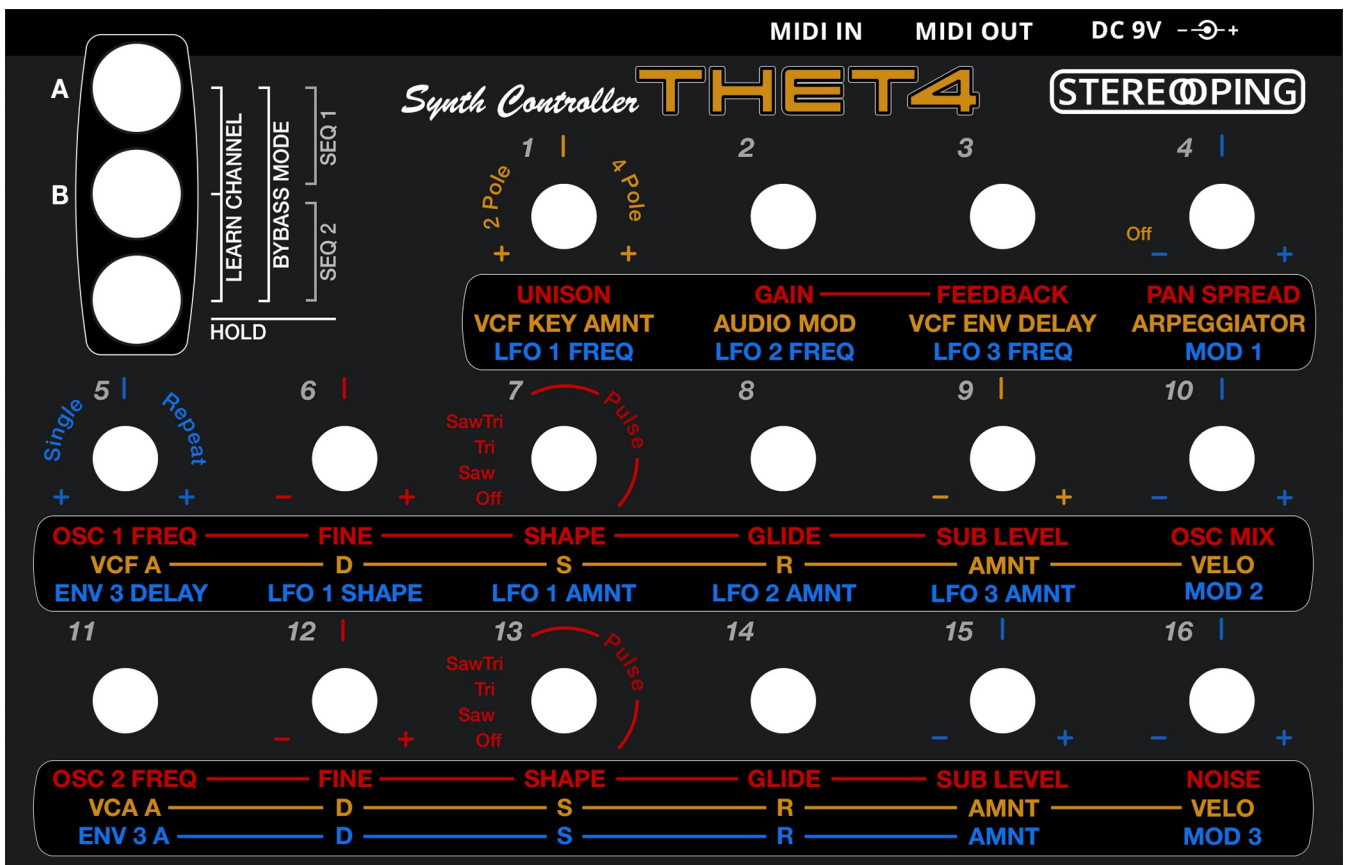 MIDI IN MIDI OUT DC 9V
A
B
LEARN CHANNEL
BYBASS MODE
SEQ 1
SEQ 2
HOLD
Synth Controller THET4 STEREOOPING
1 2 3 4
2 Pole 4 Pole
Off
+ + − +
UNISON GAIN FEEDBACK PAN SPREAD
VCF KEY AMNT AUDIO MOD VCF ENV DELAY ARPEGGIATOR
LFO 1 FREQ LFO 2 FREQ LFO 3 FREQ MOD 1
5 6 7 8 9 10
Single Repeat
SawTri Pulse
Tri
Saw
Off
+ + − + − + − +
OSC 1 FREQ FINE SHAPE GLIDE SUB LEVEL OSC MIX
VCF A D S R AMNT VELO
ENV 3 DELAY LFO 1 SHAPE LFO 1 AMNT LFO 2 AMNT LFO 3 AMNT MOD 2
11 12 13 14 15 16
SawTri Pulse
Tri
Saw
Off
− + − + − +
OSC 2 FREQ FINE SHAPE GLIDE SUB LEVEL NOISE
VCA A D S R AMNT VELO
ENV 3 A D S R AMNT MOD 3